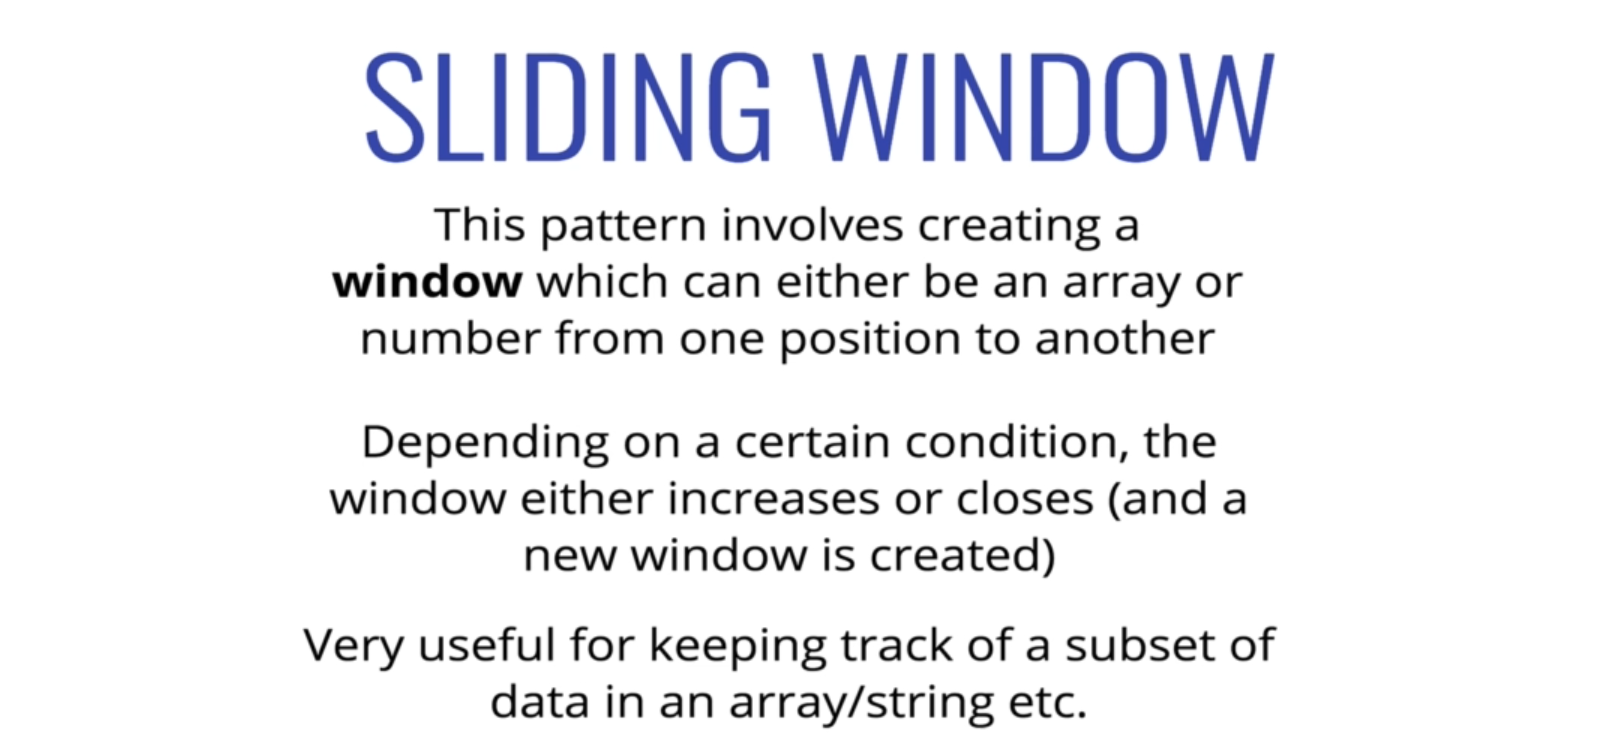 SLIDING WINDOW
This pattern involves creating a
window which can either be an array or
number from one position to another
Depending on a certain condition, the
window either increases or closes (and a
new window is created)
Very useful for keeping track of a subset of
data in an array/string etc.